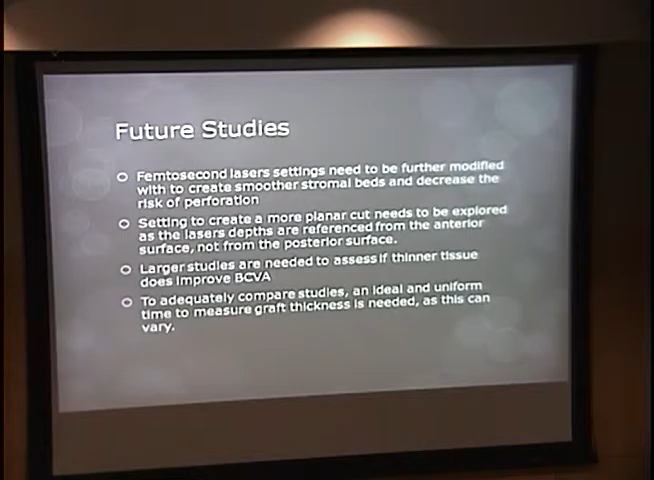 Future Studies
Femtosecond lasers settings need to be further modified
with to create smoother stromal beds and decrease the
risk of perforation
Setting to create a more planar cut needs to be explored
as the lasers depths are referenced from the anterior
surface, not from the posterior surface.
Larger studies are needed to assess if thinner tissue
does improve BCVA
To adequately compare studies, an ideal and uniform
time to measure graft thickness is needed, as this can
vary.